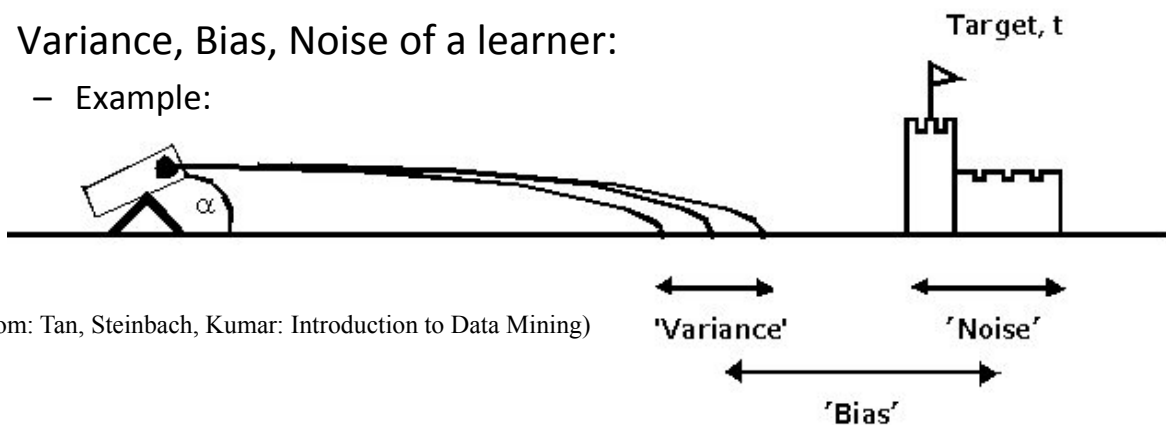 Variance, Bias, Noise of a learner:
Target, t
– Example:
α
om: Tan, Steinbach, Kumar: Introduction to Data Mining)
'Variance'
'Noise'
'Bias'